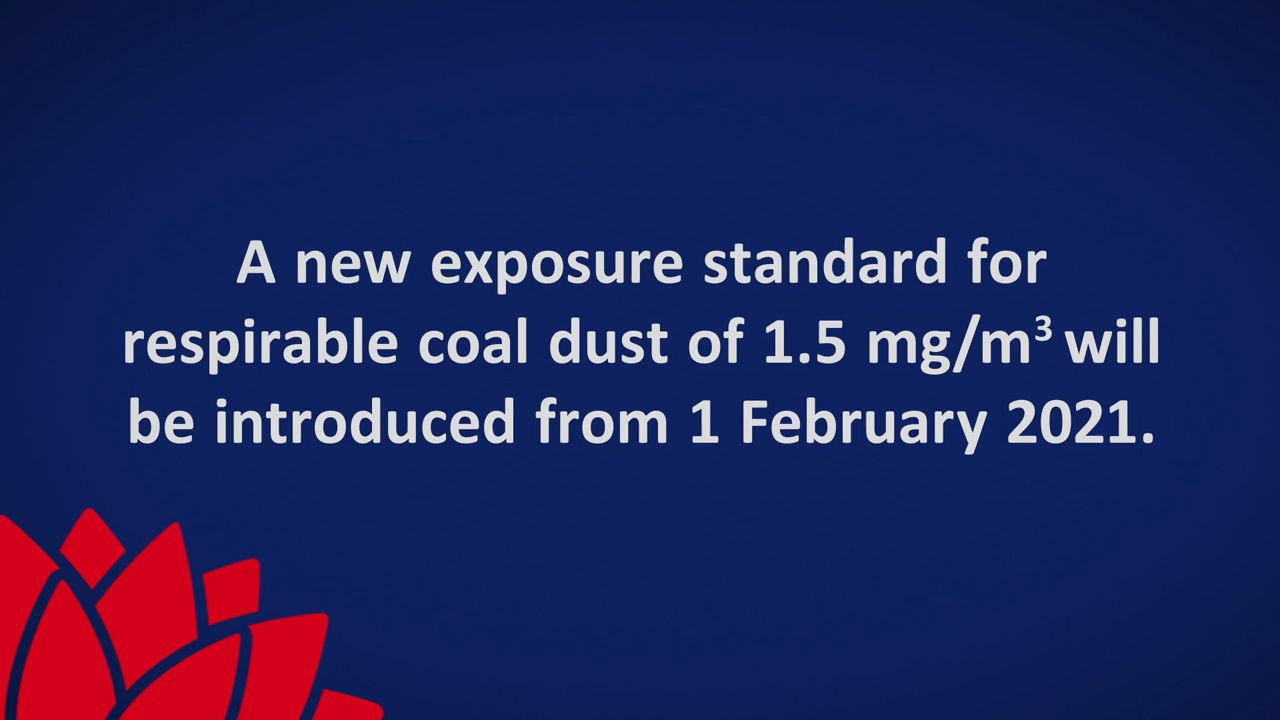 A new exposure standard for
respirable coal dust of 1.5 mg/m³ will
be introduced from 1 February 2021.